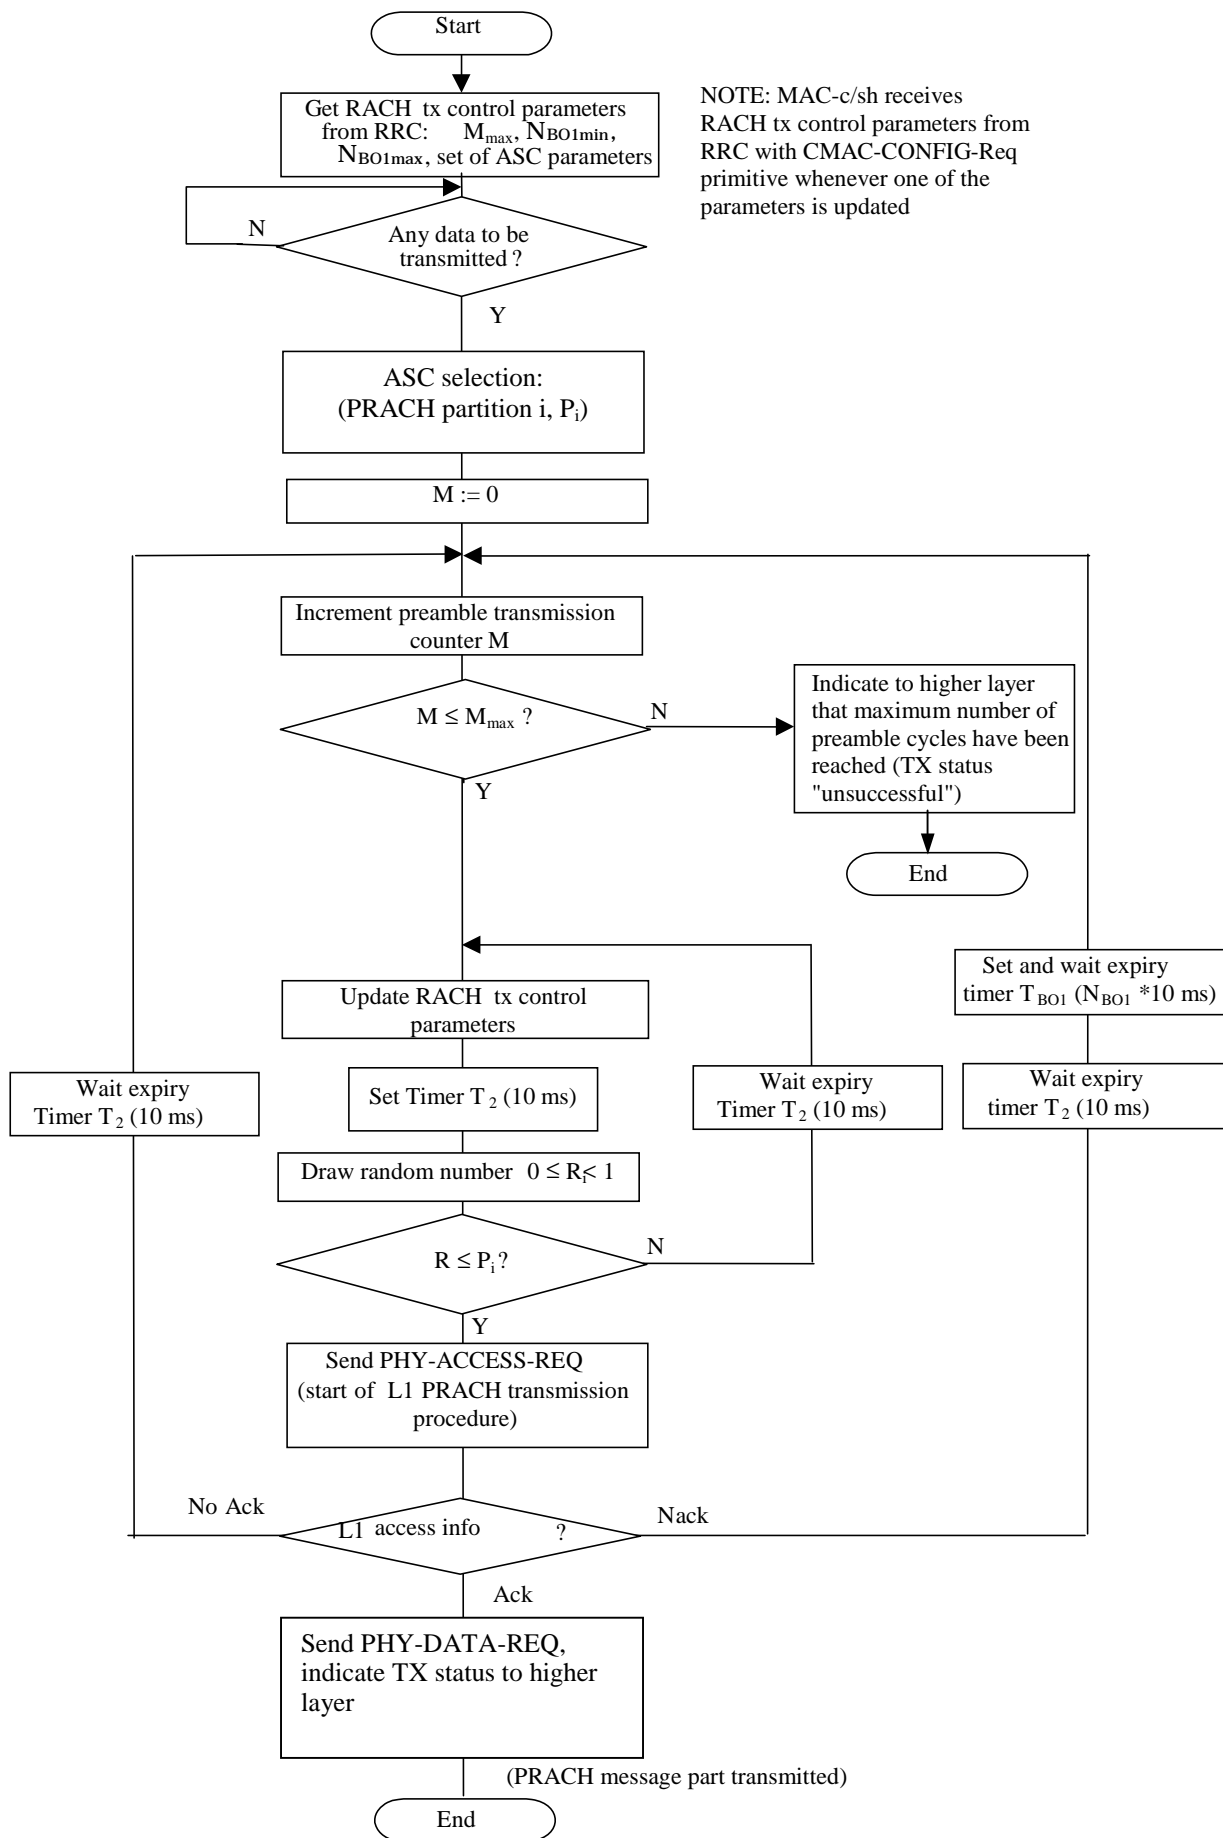 Start
Get RACH tx control parameters
from RRC: Mmax, NBO1min,
NBO1max, set of ASC parameters
NOTE: MAC-c/sh receives
RACH tx control parameters from
RRC with CMAC-CONFIG-Req
primitive whenever one of the
parameters is updated
N
Any data to be
transmitted ?
Y
ASC selection:
(PRACH partition i, Pi)
M := 0
Increment preamble transmission
counter M
M ≤ Mmax ?
N
Y
Indicate to higher layer
that maximum number of
preamble cycles have been
reached (TX status
"unsuccessful")
End
Update RACH tx control
parameters
Set and wait expiry
timer TBO1 (NBO1 *10 ms)
Wait expiry
Timer T2 (10 ms)
Set Timer T2 (10 ms)
Wait expiry
Timer T2 (10 ms)
Wait expiry
timer T2 (10 ms)
Draw random number 0 ≤ Ri< 1
R ≤ Pi ?
N
Y
Send PHY-ACCESS-REQ
(start of L1 PRACH transmission
procedure)
No Ack
L1 access info ?
Nack
Ack
Send PHY-DATA-REQ,
indicate TX status to higher
layer
(PRACH message part transmitted)
End